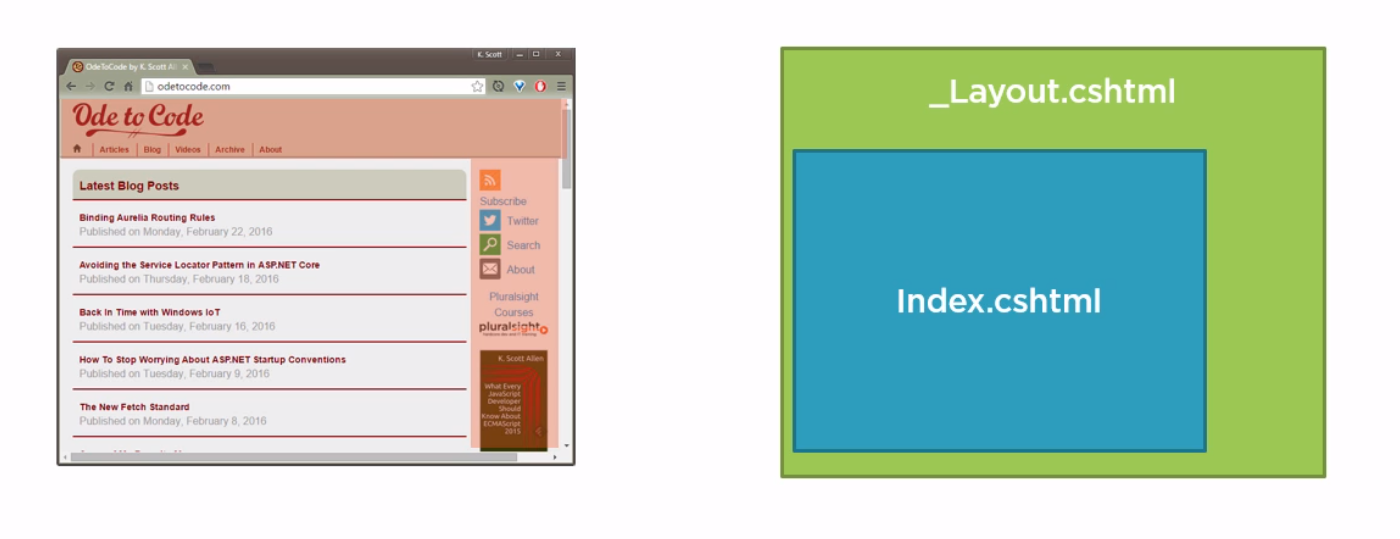 K. Scott
OdeToCode by K. Scott All
odetocode.com
Ode to Code
Articles Blog Videos Archive About
Latest Blog Posts
Binding Aurelia Routing Rules
Published on Monday, February 22, 2016
Avoiding the Service Locator Pattern in ASP.NET Core
Published on Thursday, February 18, 2016
Back In Time with Windows IoT
Published on Tuesday, February 16, 2016
How To Stop Worrying About ASP.NET Startup Conventions
Published on Tuesday, February 9, 2016
The New Fetch Standard
Published on Monday, February 8, 2016
Subscribe
Twitter
Search
About
Pluralsight
Courses
pluralsight
K. Scott Allen
What Every
JavaScript
Developer
Should
Know About
ECMAScript
2015
_Layout.cshtml
Index.cshtml